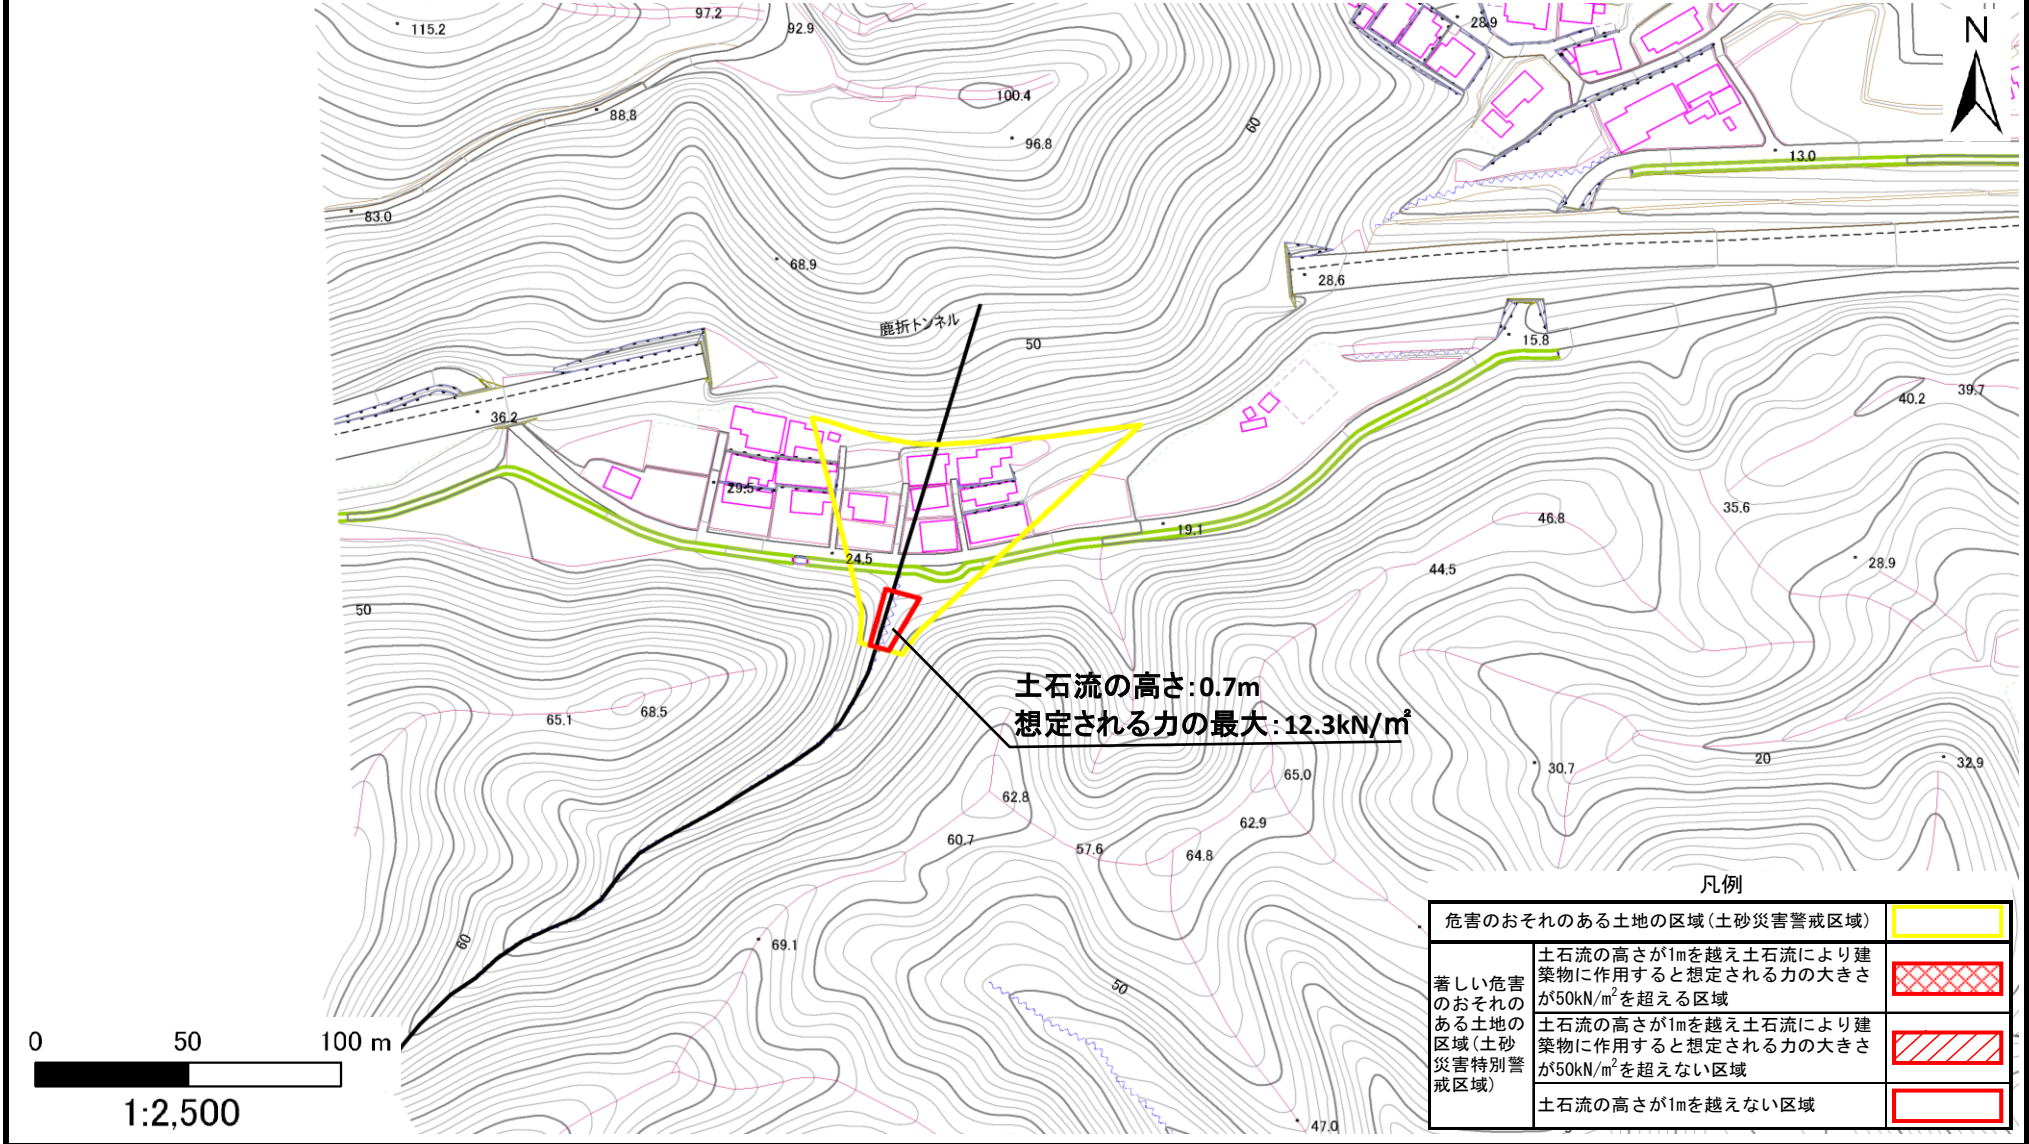 115.2
97.2
92.9
28.9
N
88.8
100.4
96.8
60
13.0
83.0
68.9
28.6
鹿折トンネル
50
15.8
36.2
40.2
39.7
29.5
35.6
46.8
19.1
24.5
28.9
44.5
50
土石流の高さ:0.7m
想定される力の最大:12.3kN/㎡
65.1
68.5
30.7
20
32.9
65.0
62.8
62.9
60.7
57.6
64.8
60
69.1
50
47.0
0 50 100 m
1:2,500
凡例
危害のおそれのある土地の区域(土砂災害警戒区域)
著しい危害
のおそれの
ある土地の
区域(土砂
災害特別警
戒区域)
土石流の高さが1mを越え土石流により建
築物に作用すると想定される力の大きさ
が50kN/m²を超える区域
土石流の高さが1mを越え土石流により建
築物に作用すると想定される力の大きさ
が50kN/m²を超えない区域
土石流の高さが1mを越えない区域